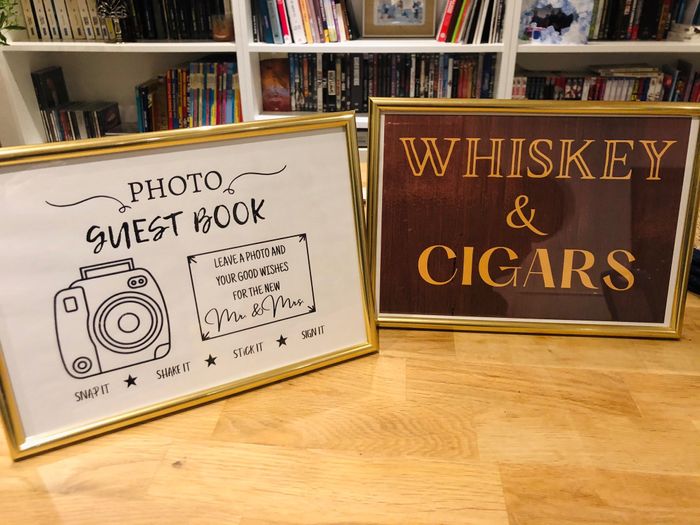 PHOTO
GUEST BOOK
LEAVE A PHOTO AND
YOUR GOOD WISHES
FOR THE NEW
Mr. & Mrs.
SNAP IT ★ SHAKE IT ★ STICK IT ★ SIGN IT
WHISKEY
&
CIGARS